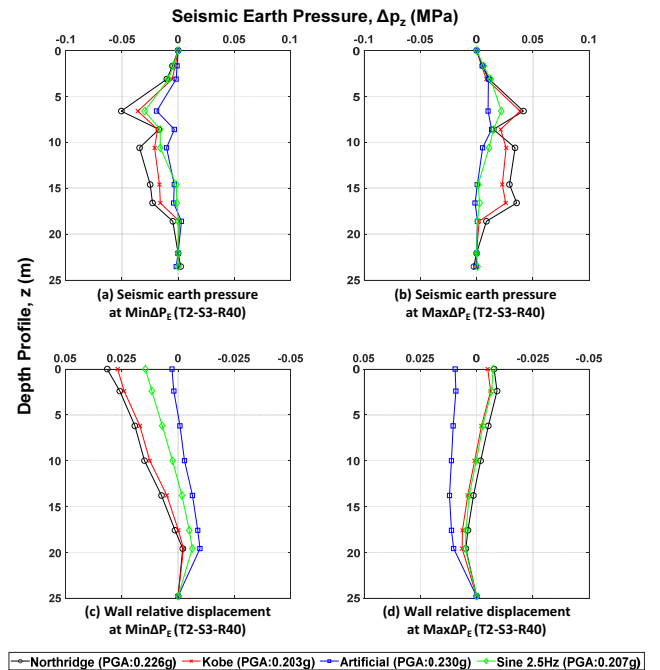 Seismic Earth Pressure, Δp_z (MPa)
-0.1 -0.05 0 0.05 0.1
-0.1 -0.05 0 0.05 0.1
0
5
10
15
20
25
0
5
10
15
20
25
(a) Seismic earth pressure
at MinΔP_E (T2-S3-R40)
(b) Seismic earth pressure
at MaxΔP_E (T2-S3-R40)
Depth Profile, z (m)
0.05 0.025 0 -0.025 -0.05
0.05 0.025 0 -0.025 -0.05
0
5
10
15
20
25
0
5
10
15
20
25
(c) Wall relative displacement
at MinΔP_E (T2-S3-R40)
(d) Wall relative displacement
at MaxΔP_E (T2-S3-R40)
Northridge (PGA:0.226g) Kobe (PGA:0.203g) Artificial (PGA:0.230g) Sine 2.5Hz (PGA:0.207g)